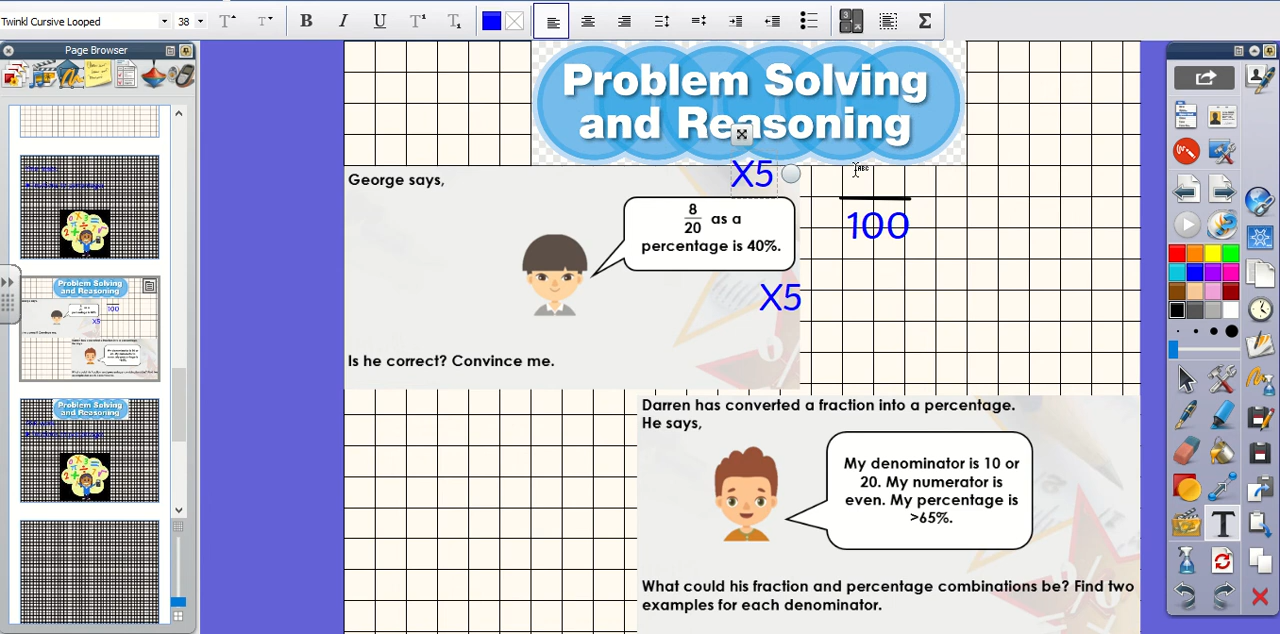 Twinkl Cursive Looped
38
B I U T¹ T₁ Σ
Page Browser
Problem Solving
and Reasoning
George says,
X5
8
20
as a
percentage is 40%.
100
X5
Is he correct? Convince me.
Darren has converted a fraction into a percentage.
He says,
My denominator is 10 or
20. My numerator is
even. My percentage is
>65%.
What could his fraction and percentage combinations be? Find two
examples for each denominator.